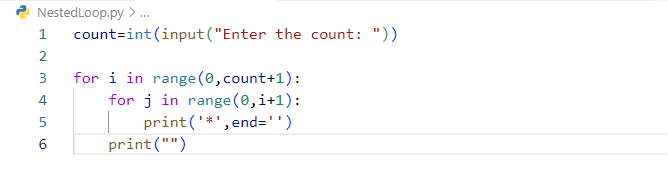 NestedLoop.py > ...
1 count=int(input("Enter the count: "))
2
3 for i in range(0,count+1):
4     for j in range(0,i+1):
5         print('*',end='')
6     print("")